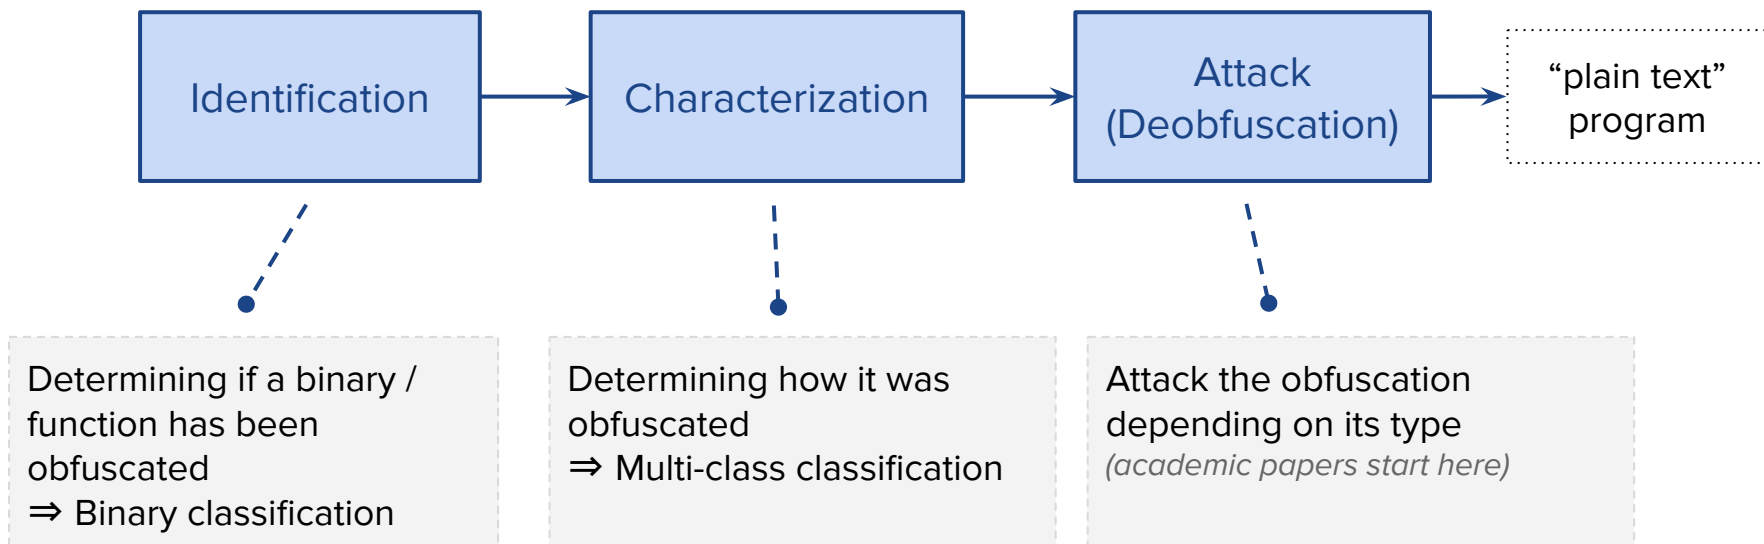 Identification
Characterization
Attack
(Deobfuscation)
“plain text”
program
Determining if a binary /
function has been
obfuscated
⇒ Binary classification
Determining how it was
obfuscated
⇒ Multi-class classification
Attack the obfuscation
depending on its type
(academic papers start here)